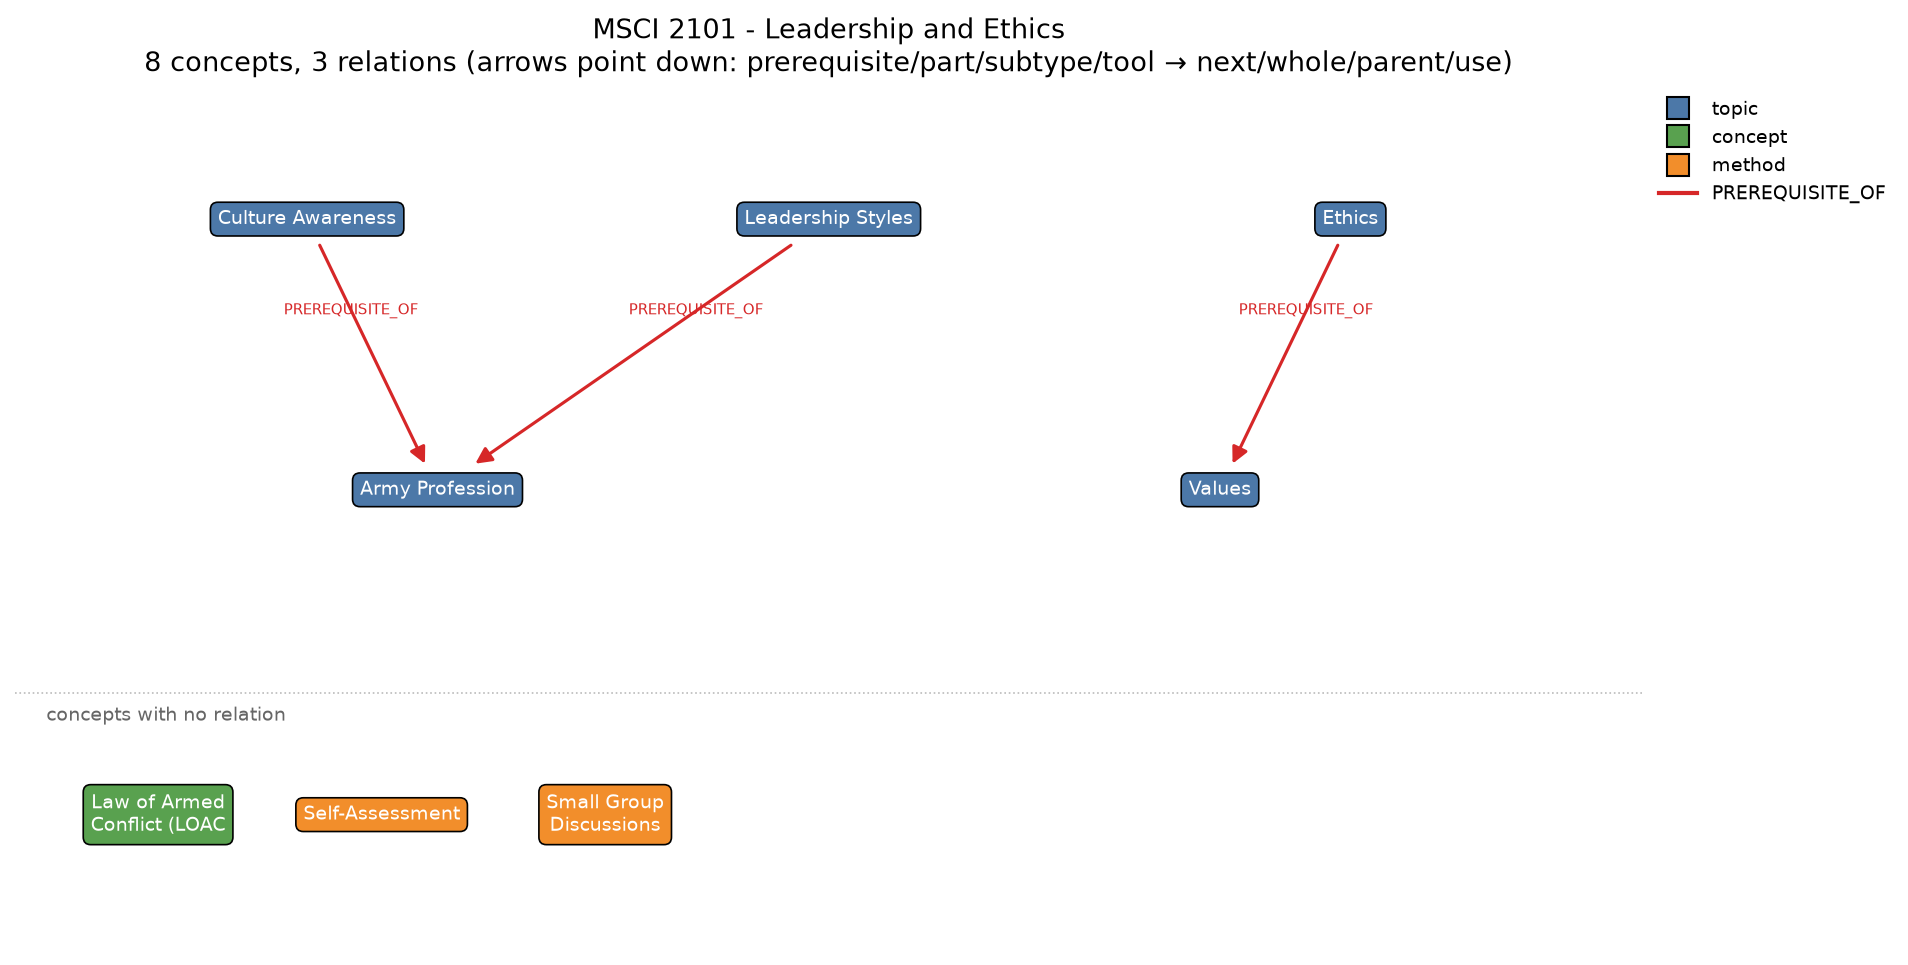 MSCI 2101 - Leadership and Ethics
8 concepts, 3 relations (arrows point down: prerequisite/part/subtype/tool → next/whole/parent/use)
topic
concept
method
PREREQUISITE_OF
Culture Awareness
Leadership Styles
Ethics
PREREQUISITE_OF
PREREQUISITE_OF
PREREQUISITE_OF
Army Profession
Values
concepts with no relation
Law of Armed
Conflict (LOAC
Self-Assessment
Small Group
Discussions